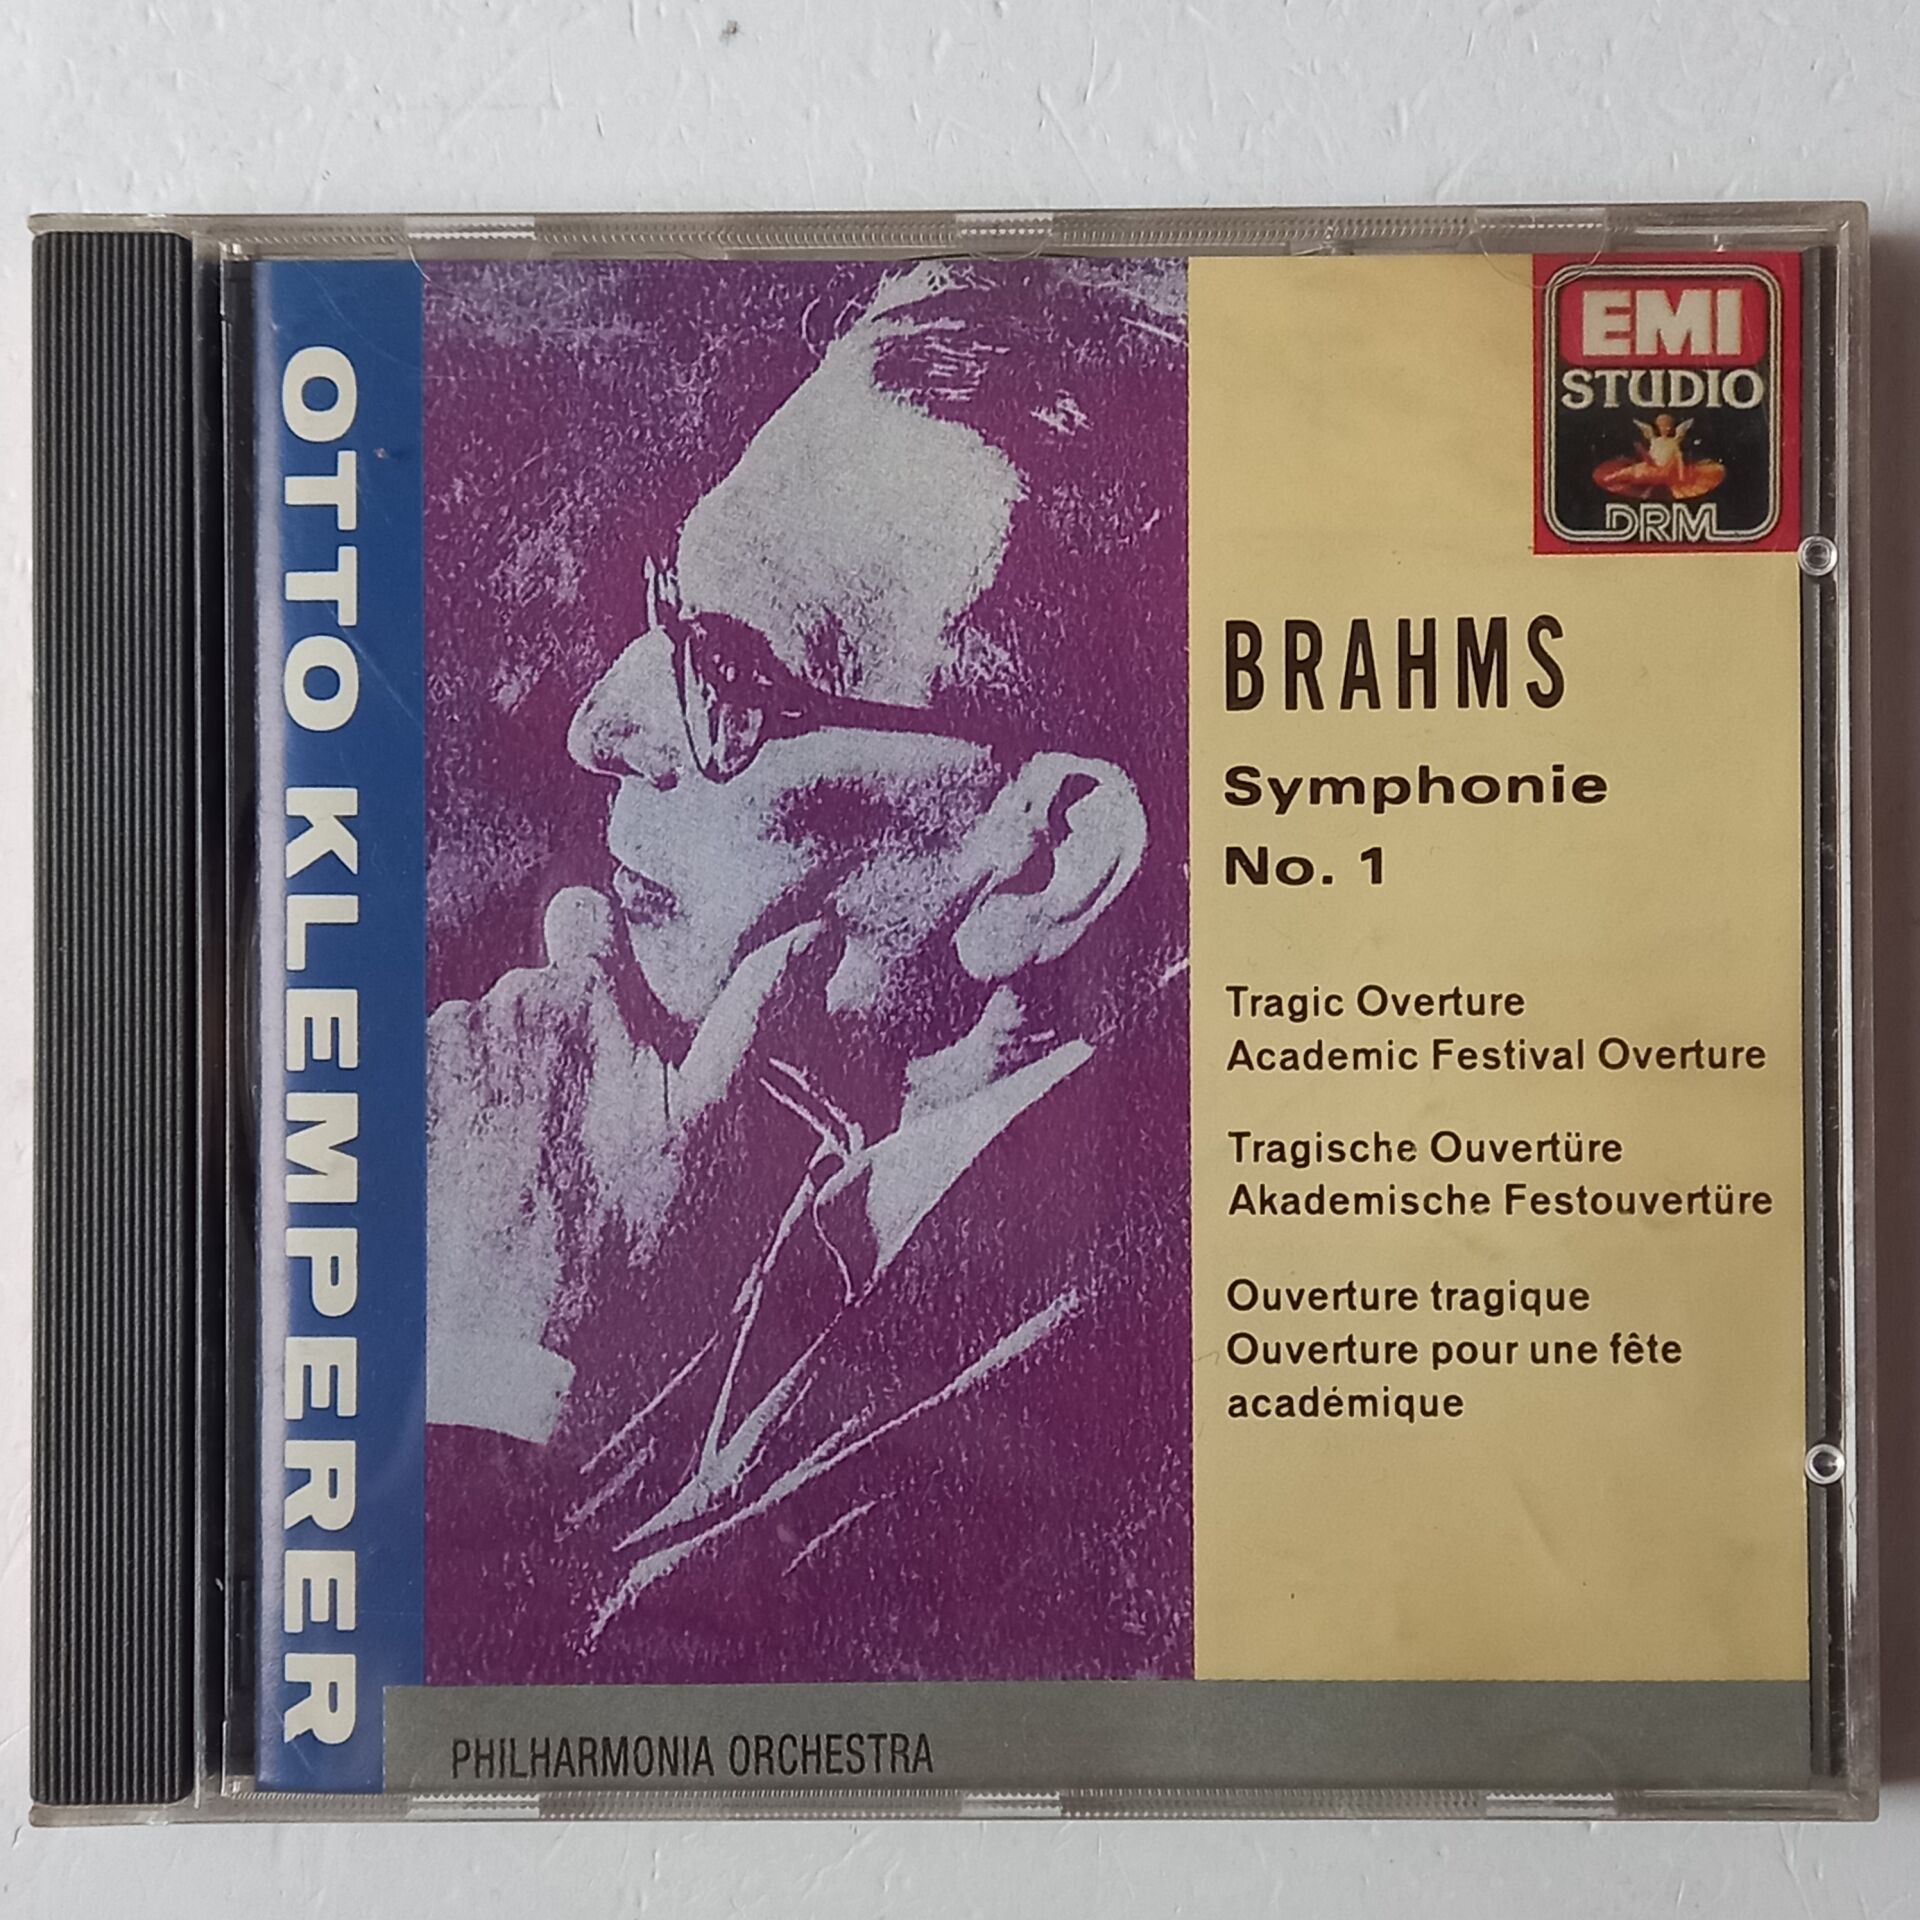 OTTO KLEMPERER
EMI
STUDIO
DRM
BRAHMS
Symphonie
No. 1
Tragic Overture
Academic Festival Overture
Tragische Ouvertüre
Akademische Festouvertüre
Ouverture tragique
Ouverture pour une fête
académique
PHILHARMONIA ORCHESTRA